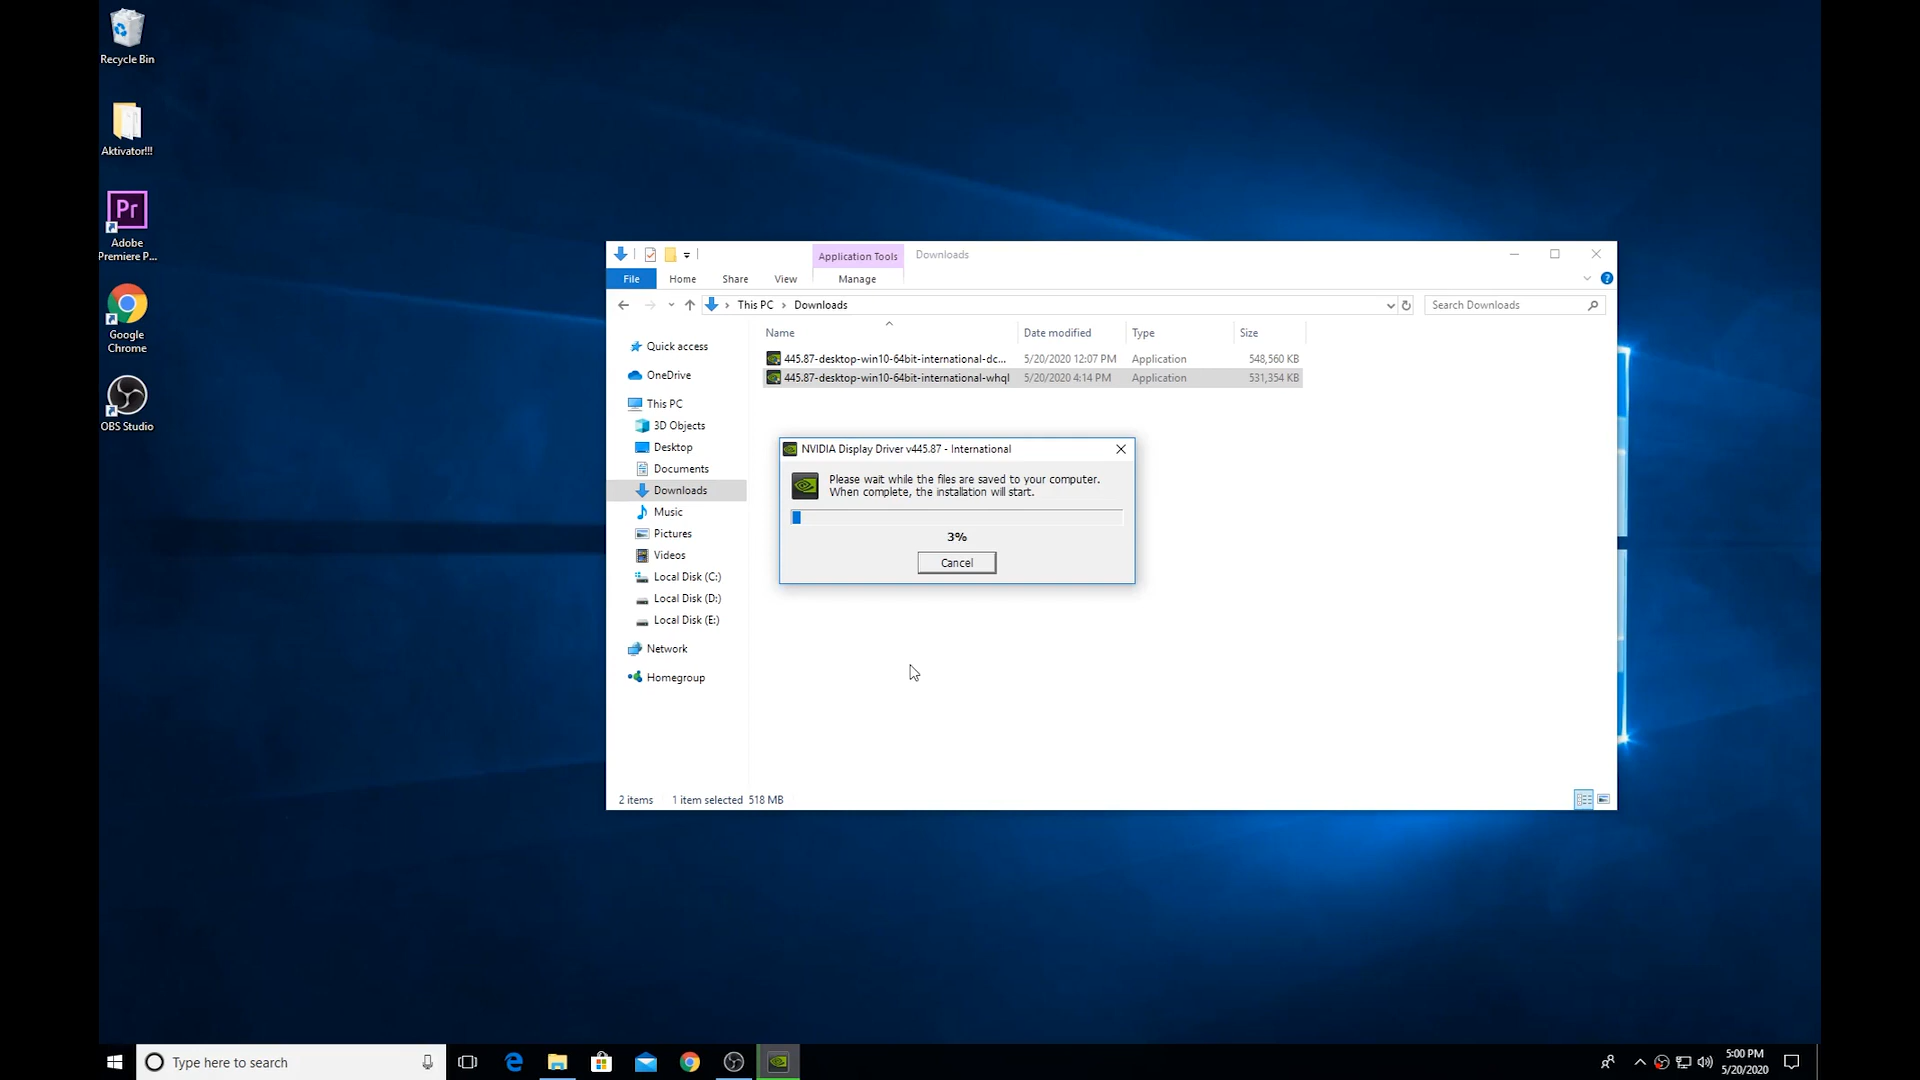 Recycle Bin
Aktivator!!!
Pr
Adobe
Premiere P...
Google
Chrome
OBS Studio
Application Tools
Downloads
File
Home
Share
View
Manage
This PC
Downloads
Search Downloads
Name
Date modified
Type
Size
445.87-desktop-win10-64bit-international-dc...
5/20/2020 12:07 PM
Application
548,560 KB
445.87-desktop-win10-64bit-international-whql
5/20/2020 4:14 PM
Application
531,354 KB
Quick access
OneDrive
This PC
3D Objects
Desktop
Documents
Downloads
Music
Pictures
Videos
Local Disk (C:)
Local Disk (D:)
Local Disk (E:)
Network
Homegroup
NVIDIA Display Driver v445.87 - International
Please wait while the files are saved to your computer.
When complete, the installation will start.
3%
Cancel
2 items
1 item selected 518 MB
Type here to search
5:00 PM
5/20/2020